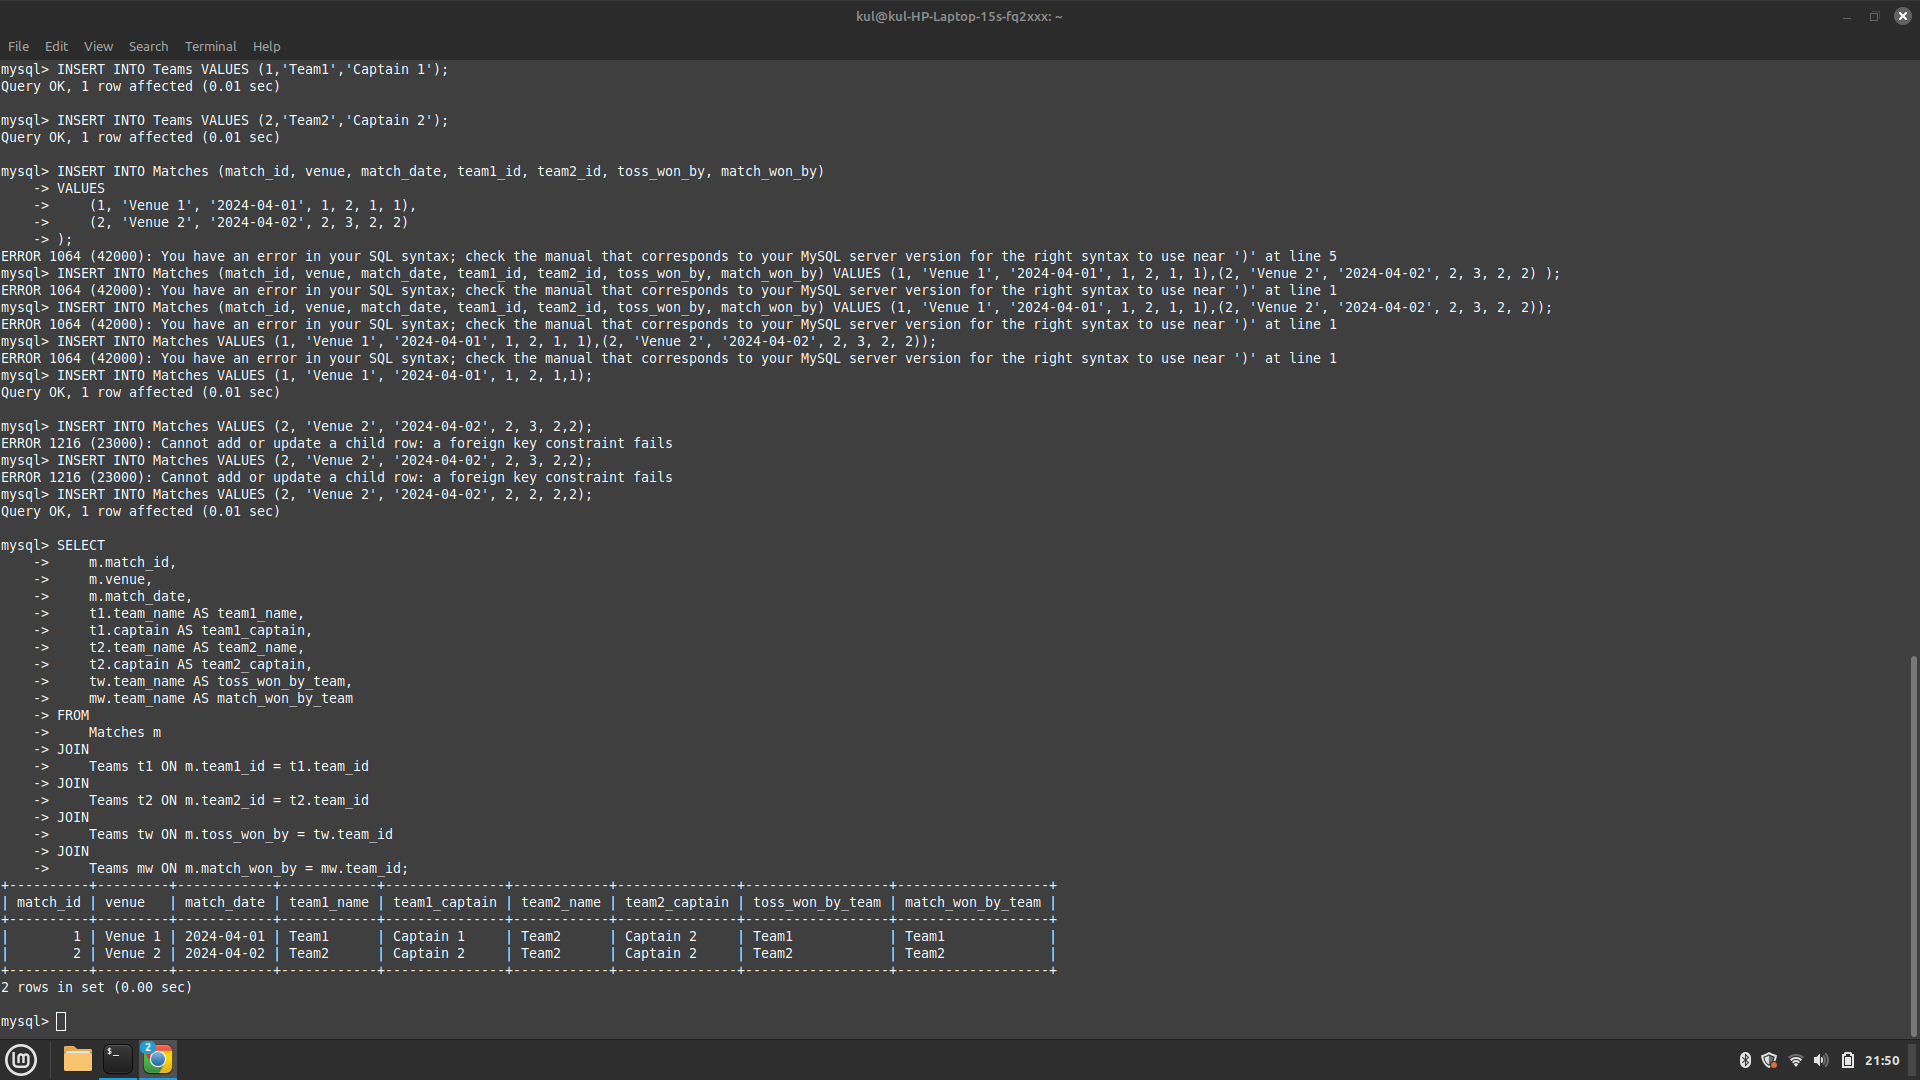 kul@kul-HP-Laptop-15s-fq2xxx: ~
File Edit View Search Terminal Help
mysql> INSERT INTO Teams VALUES (1,'Team1','Captain 1');
Query OK, 1 row affected (0.01 sec)

mysql> INSERT INTO Teams VALUES (2,'Team2','Captain 2');
Query OK, 1 row affected (0.01 sec)

mysql> INSERT INTO Matches (match_id, venue, match_date, team1_id, team2_id, toss_won_by, match_won_by)
    -> VALUES
    ->     (1, 'Venue 1', '2024-04-01', 1, 2, 1, 1),
    ->     (2, 'Venue 2', '2024-04-02', 2, 3, 2, 2)
    -> );
ERROR 1064 (42000): You have an error in your SQL syntax; check the manual that corresponds to your MySQL server version for the right syntax to use near ')' at line 5
mysql> INSERT INTO Matches (match_id, venue, match_date, team1_id, team2_id, toss_won_by, match_won_by) VALUES (1, 'Venue 1', '2024-04-01', 1, 2, 1, 1),(2, 'Venue 2', '2024-04-02', 2, 3, 2, 2) );
ERROR 1064 (42000): You have an error in your SQL syntax; check the manual that corresponds to your MySQL server version for the right syntax to use near ')' at line 1
mysql> INSERT INTO Matches (match_id, venue, match_date, team1_id, team2_id, toss_won_by, match_won_by) VALUES (1, 'Venue 1', '2024-04-01', 1, 2, 1, 1),(2, 'Venue 2', '2024-04-02', 2, 3, 2, 2));
ERROR 1064 (42000): You have an error in your SQL syntax; check the manual that corresponds to your MySQL server version for the right syntax to use near ')' at line 1
mysql> INSERT INTO Matches VALUES (1, 'Venue 1', '2024-04-01', 1, 2, 1, 1),(2, 'Venue 2', '2024-04-02', 2, 3, 2, 2));
ERROR 1064 (42000): You have an error in your SQL syntax; check the manual that corresponds to your MySQL server version for the right syntax to use near ')' at line 1
mysql> INSERT INTO Matches VALUES (1, 'Venue 1', '2024-04-01', 1, 2, 1,1);
Query OK, 1 row affected (0.01 sec)

mysql> INSERT INTO Matches VALUES (2, 'Venue 2', '2024-04-02', 2, 3, 2,2);
ERROR 1216 (23000): Cannot add or update a child row: a foreign key constraint fails
mysql> INSERT INTO Matches VALUES (2, 'Venue 2', '2024-04-02', 2, 3, 2,2);
ERROR 1216 (23000): Cannot add or update a child row: a foreign key constraint fails
mysql> INSERT INTO Matches VALUES (2, 'Venue 2', '2024-04-02', 2, 2, 2,2);
Query OK, 1 row affected (0.01 sec)

mysql> SELECT
    ->     m.match_id,
    ->     m.venue,
    ->     m.match_date,
    ->     t1.team_name AS team1_name,
    ->     t1.captain AS team1_captain,
    ->     t2.team_name AS team2_name,
    ->     t2.captain AS team2_captain,
    ->     tw.team_name AS toss_won_by_team,
    ->     mw.team_name AS match_won_by_team
    -> FROM
    ->     Matches m
    -> JOIN
    ->     Teams t1 ON m.team1_id = t1.team_id
    -> JOIN
    ->     Teams t2 ON m.team2_id = t2.team_id
    -> JOIN
    ->     Teams tw ON m.toss_won_by = tw.team_id
    -> JOIN
    ->     Teams mw ON m.match_won_by = mw.team_id;
+----------+---------+------------+------------+---------------+------------+---------------+------------------+-------------------+
| match_id | venue   | match_date | team1_name | team1_captain | team2_name | team2_captain | toss_won_by_team | match_won_by_team |
+----------+---------+------------+------------+---------------+------------+---------------+------------------+-------------------+
|        1 | Venue 1 | 2024-04-01 | Team1      | Captain 1     | Team2      | Captain 2     | Team1            | Team1             |
|        2 | Venue 2 | 2024-04-02 | Team2      | Captain 2     | Team2      | Captain 2     | Team2            | Team2             |
+----------+---------+------------+------------+---------------+------------+---------------+------------------+-------------------+
2 rows in set (0.00 sec)

mysql>
$_
2
21:50